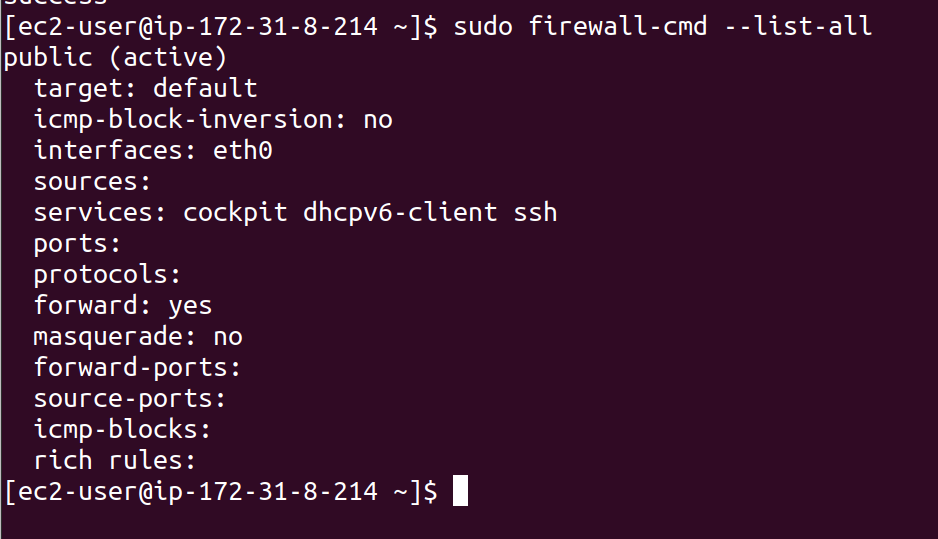 success
[ec2-user@ip-172-31-8-214 ~]$ sudo firewall-cmd --list-all
public (active)
  target: default
  icmp-block-inversion: no
  interfaces: eth0
  sources:
  services: cockpit dhcpv6-client ssh
  ports:
  protocols:
  forward: yes
  masquerade: no
  forward-ports:
  source-ports:
  icmp-blocks:
  rich rules:
[ec2-user@ip-172-31-8-214 ~]$